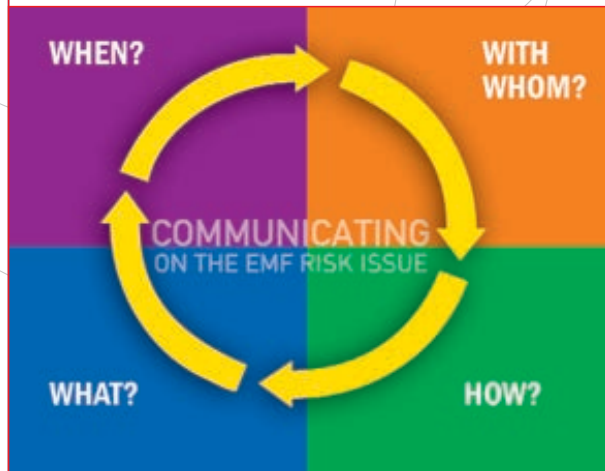 WHEN?
WITH
WHOM?
COMMUNICATING
ON THE EMF RISK ISSUE
WHAT?
HOW?